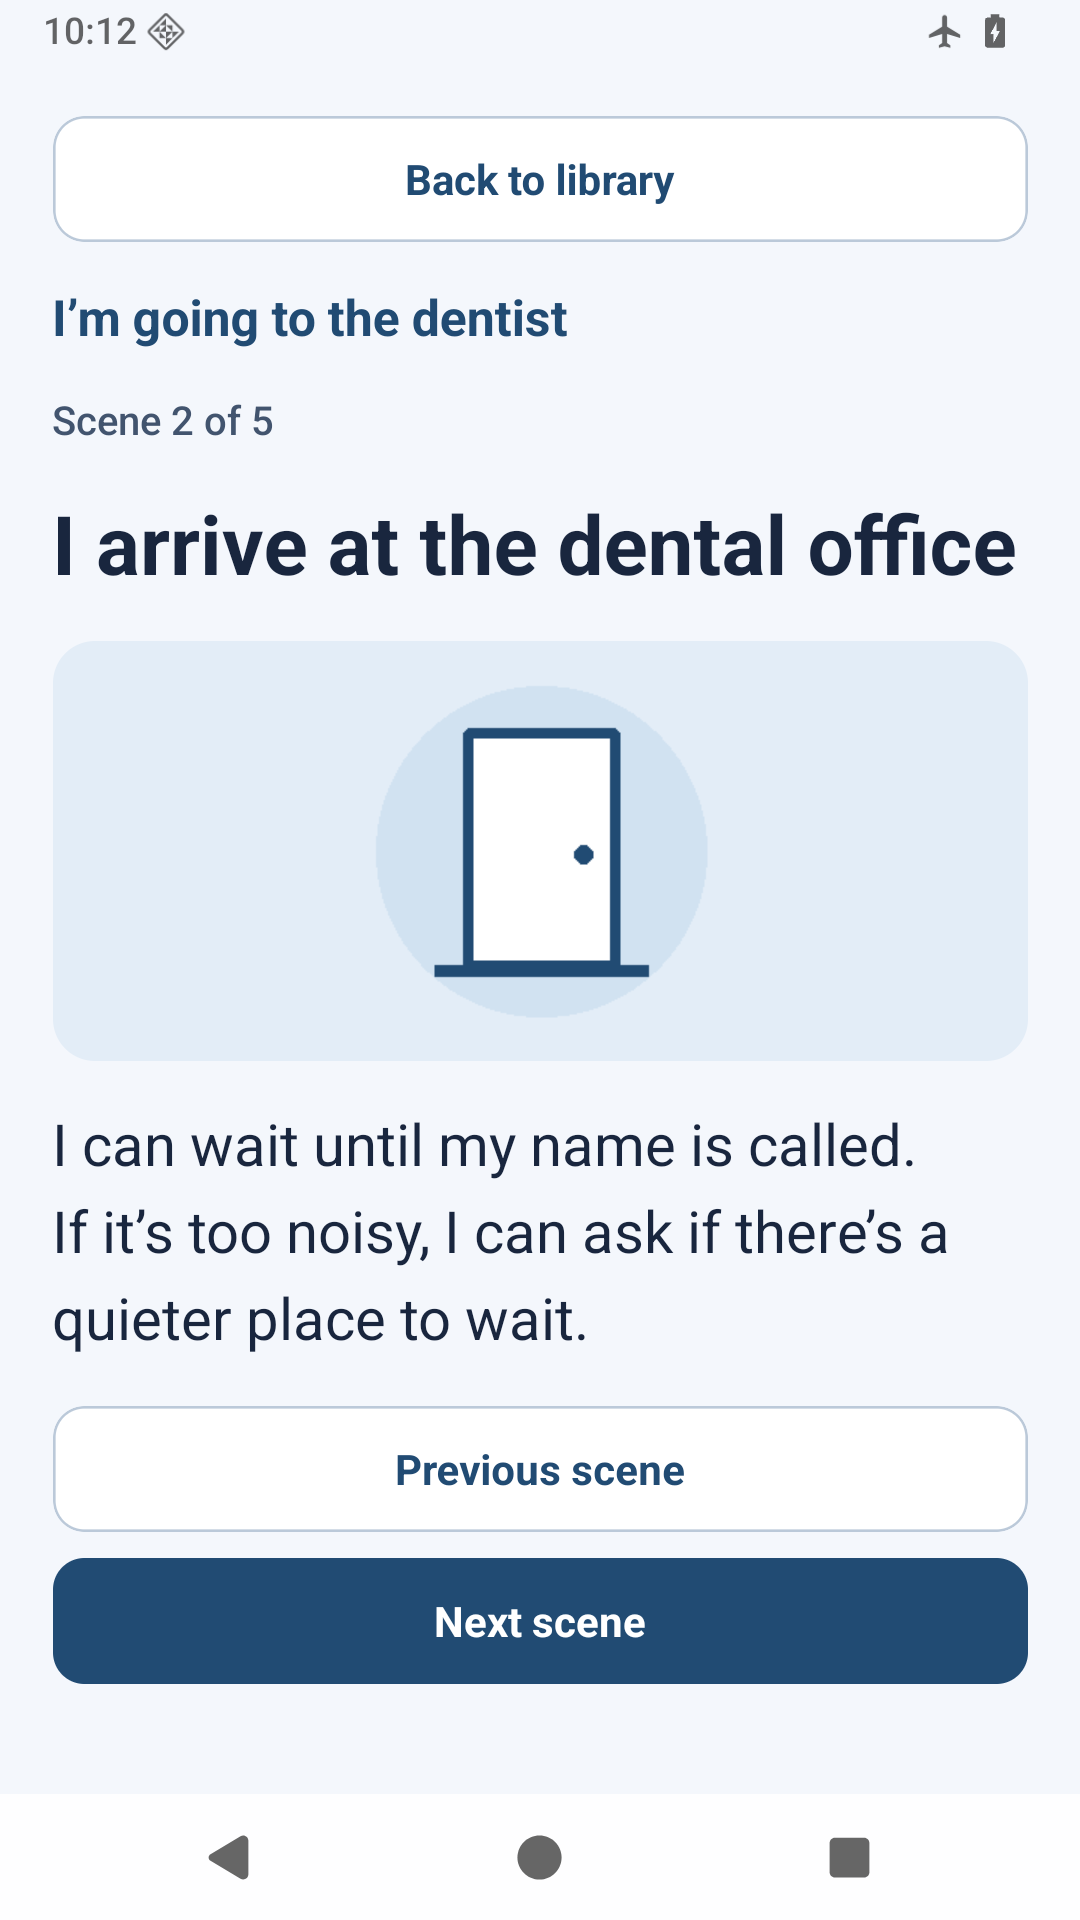 10:12
Back to library
I’m going to the dentist
Scene 2 of 5
I arrive at the dental office
I can wait until my name is called.
If it’s too noisy, I can ask if there’s a
quieter place to wait.
Previous scene
Next scene